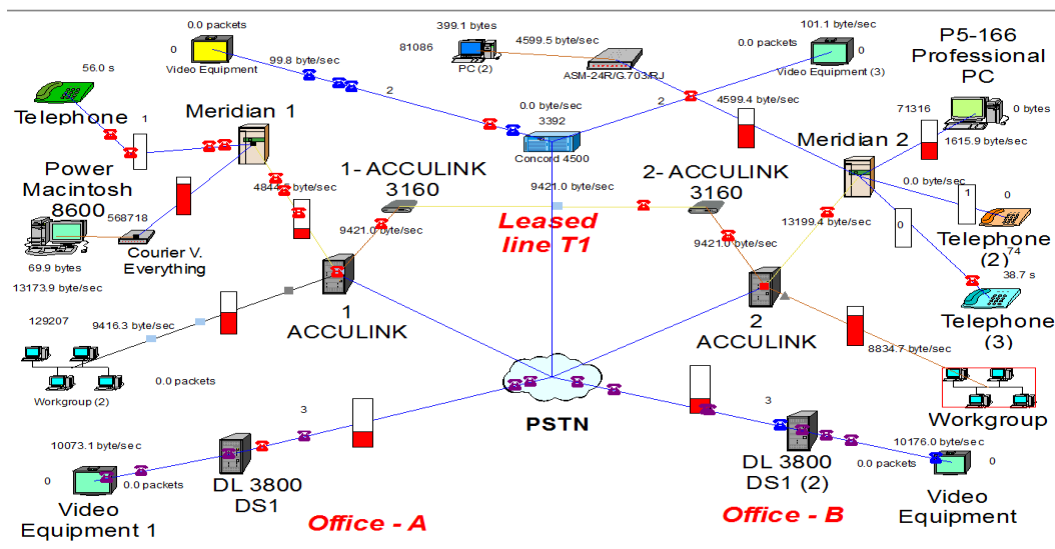 0.0 packets
0
Video Equipment
99.8 byte/sec
399.1 bytes
81086
PC (2)
4599.5 byte/sec
ASM-24R/G.703/RJ
101.1 byte/sec
0.0 packets
0
Video Equipment (3)
P5-166
Professional
PC
56.0 s
Telephone
1
Meridian 1
2
0.0 byte/sec
3392
Concord 4500
2
4599.4 byte/sec
71316
0 bytes
1615.9 byte/sec
Meridian 2
Power
Macintosh
8600
568718
Courier V.
Everything
69.9 bytes
13173.9 byte/sec
1- ACCULINK
3160
9421.0 byte/sec
9421.0 byte/sec
2- ACCULINK
3160
9421.0 byte/sec
Leased
line T1
13199.4 byte/sec
0.0 byte/sec
1
0
0
Telephone
(2)
74
38.7 s
Telephone
(3)
129207
9416.3 byte/sec
1
ACCULINK
2
ACCULINK
8834.7 byte/sec
0.0 packets
Workgroup (2)
Workgroup
PSTN
3
3
10073.1 byte/sec
0
0.0 packets
DL 3800
DS1
Video
Equipment 1
Office - A
DL 3800
DS1 (2)
Office - B
10176.0 byte/sec
0.0 packets
0
Video
Equipment